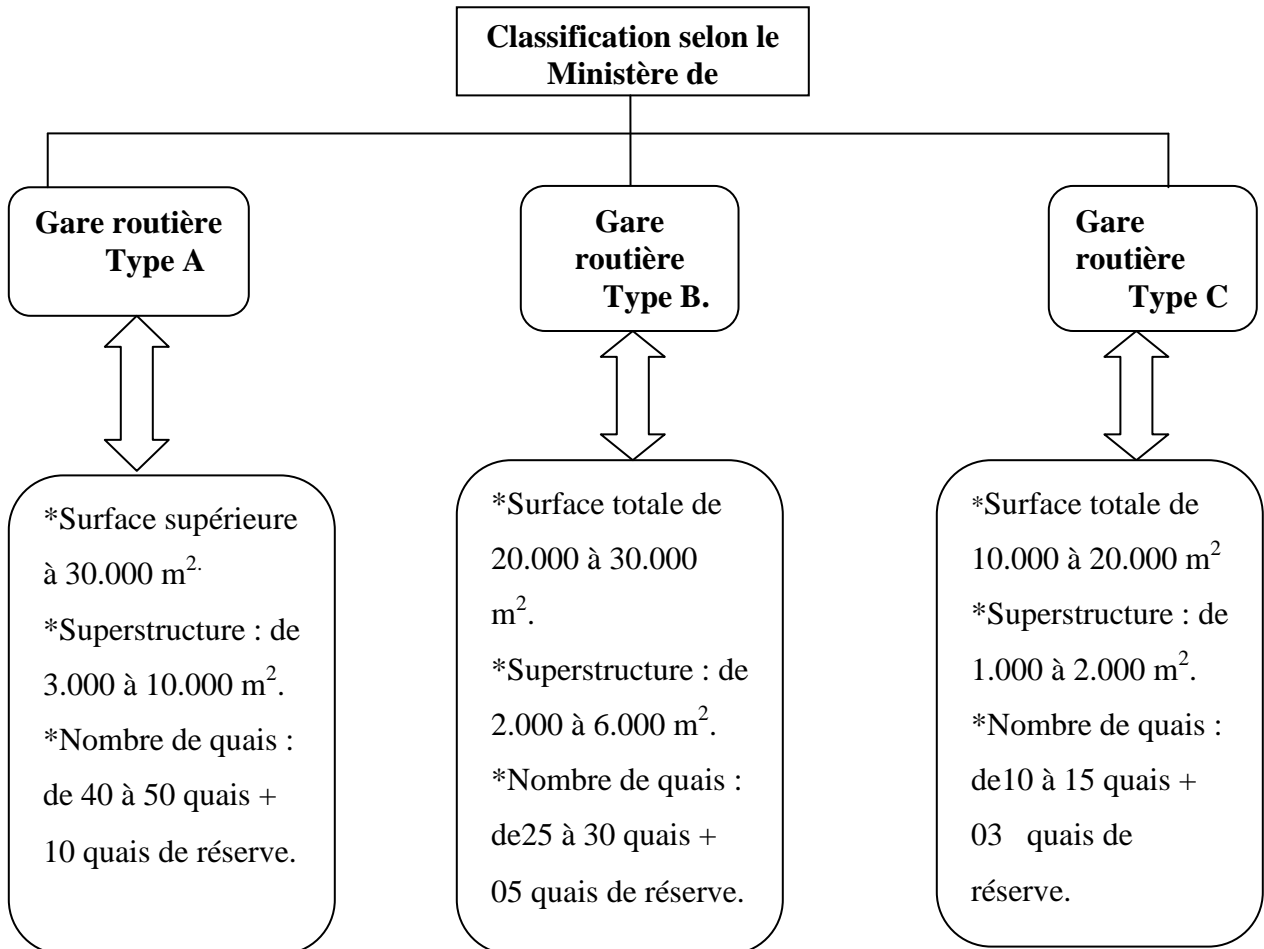 Classification selon le
Ministère de
Gare routière
Type A
Gare
routière
Type B.
Gare
routière
Type C
*Surface supérieure
à 30.000 m².
*Superstructure : de
3.000 à 10.000 m².
*Nombre de quais :
de 40 à 50 quais +
10 quais de réserve.
*Surface totale de
20.000 à 30.000
m².
*Superstructure : de
2.000 à 6.000 m².
*Nombre de quais :
de25 à 30 quais +
05 quais de réserve.
*Surface totale de
10.000 à 20.000 m²
*Superstructure : de
1.000 à 2.000 m².
*Nombre de quais :
de10 à 15 quais +
03 quais de
réserve.